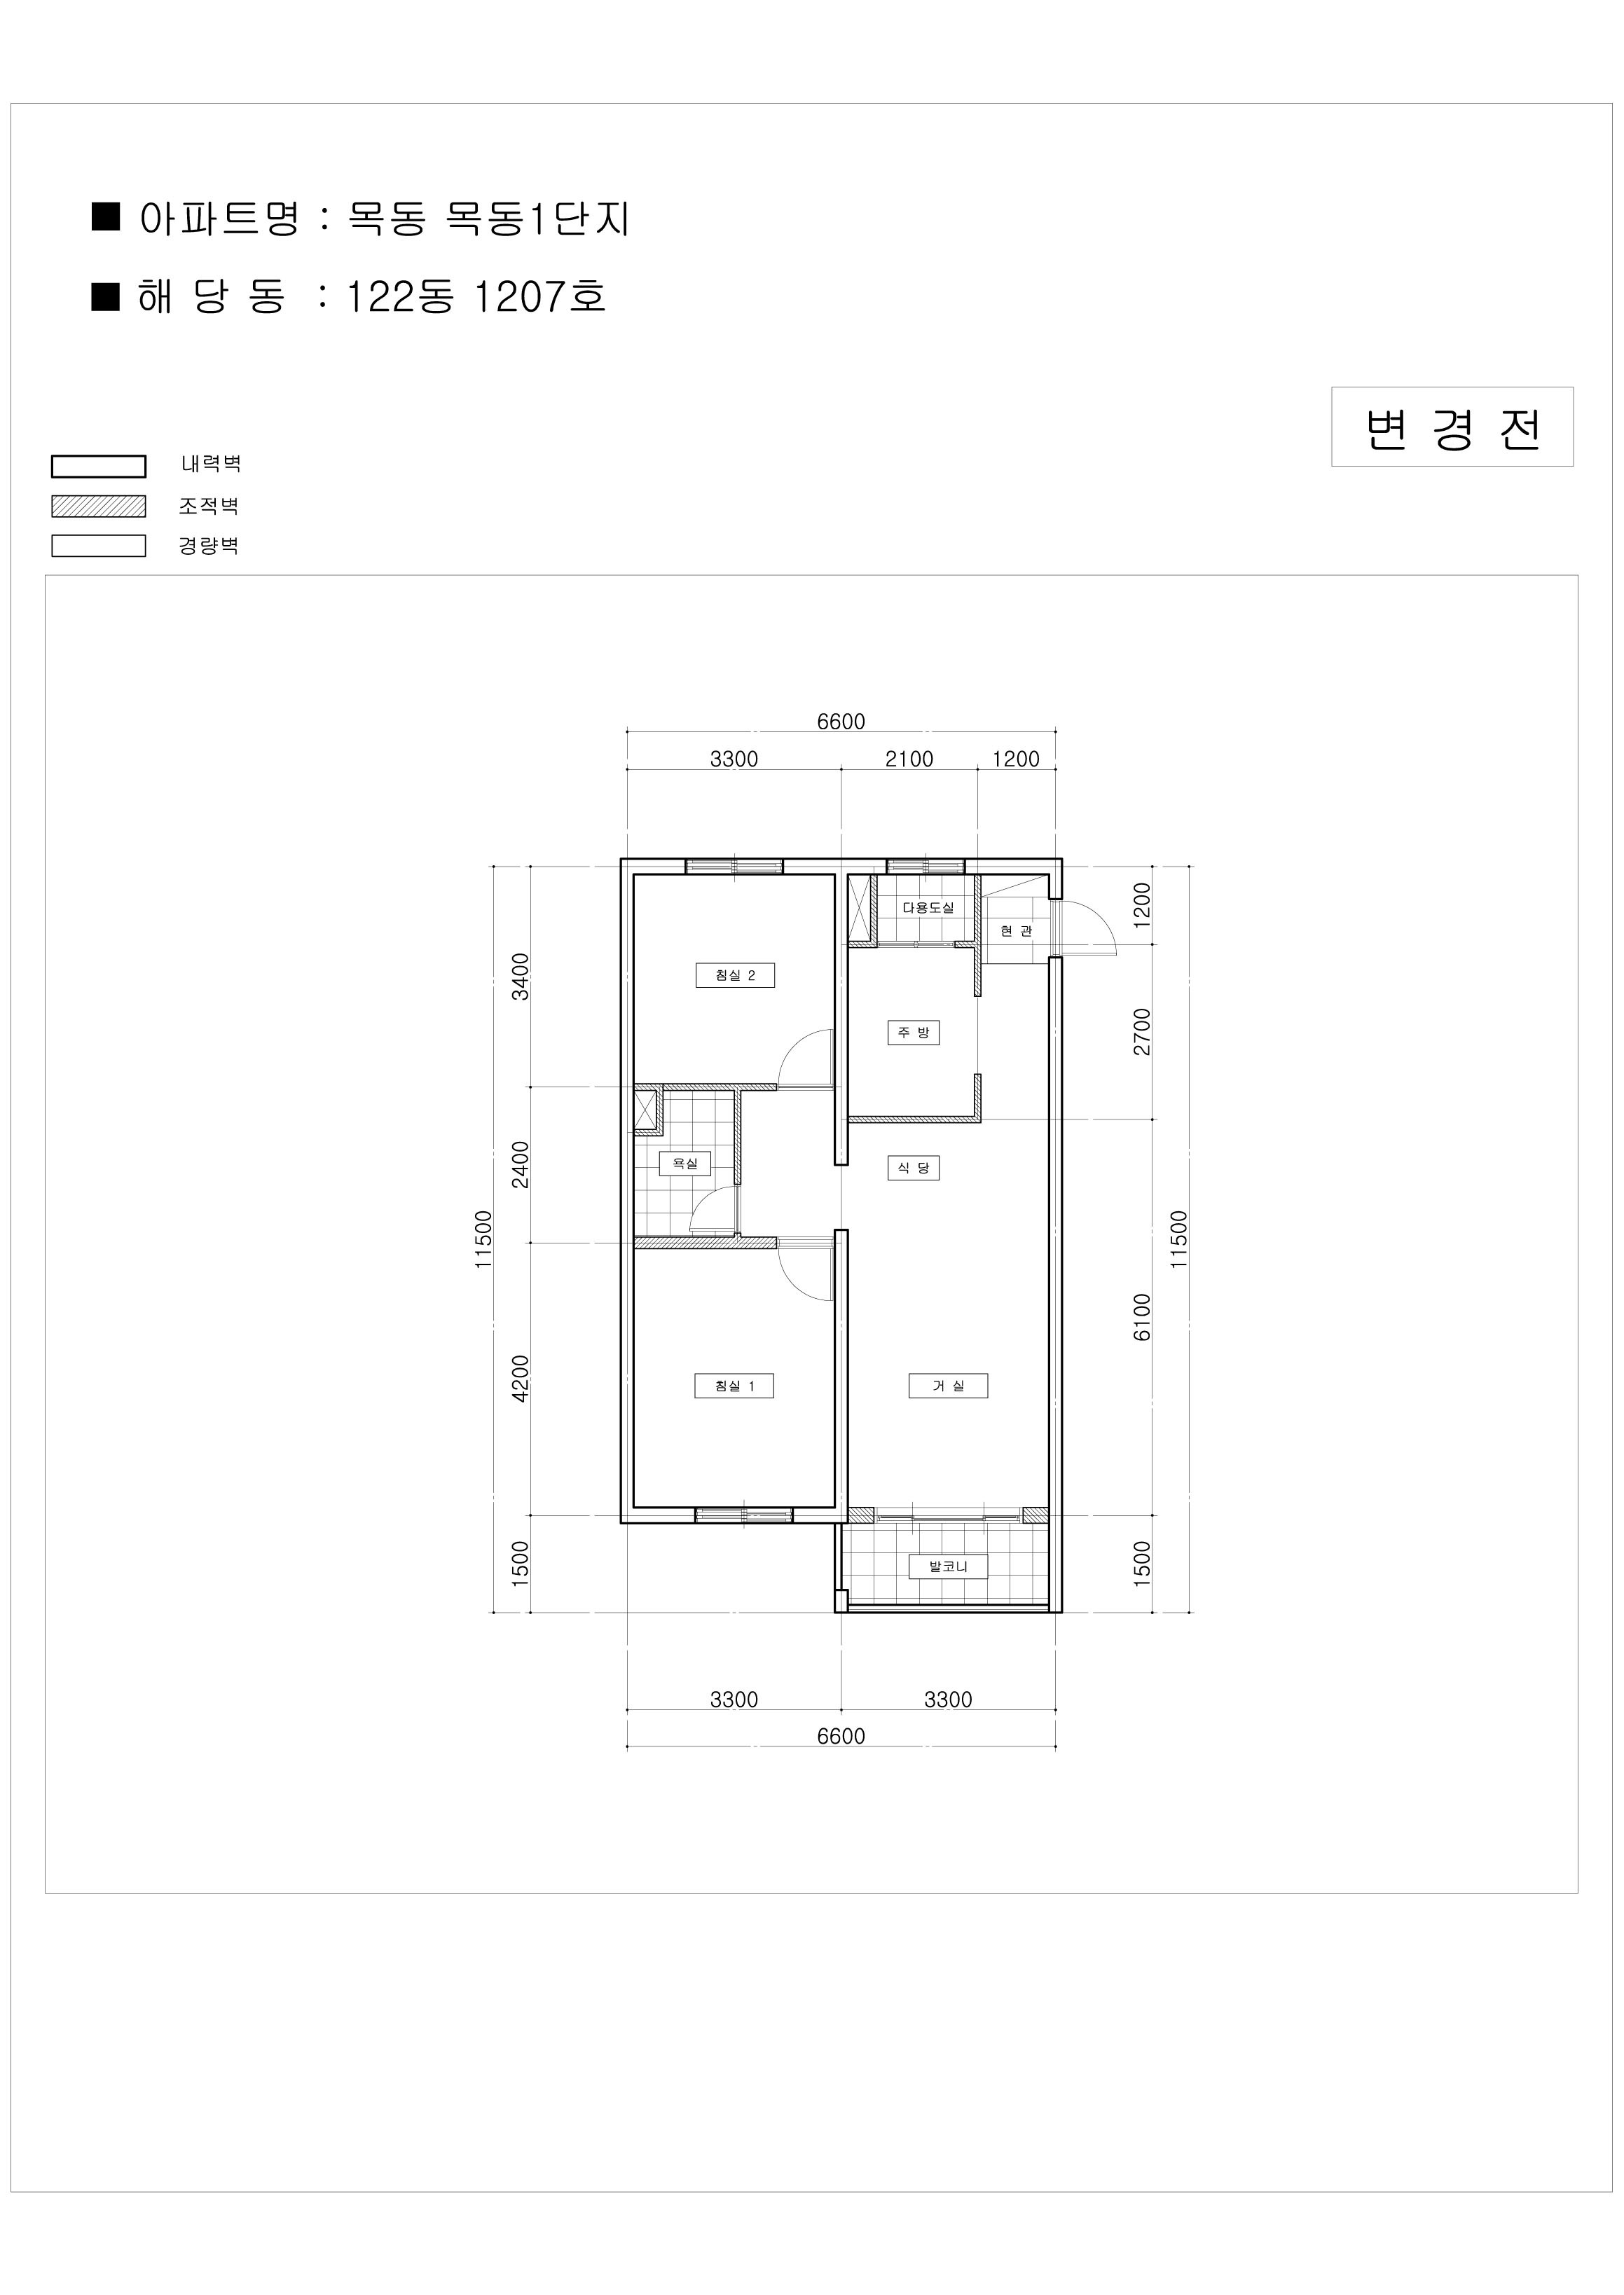 ■ 아파트명 : 목동 목동1단지
■ 해 당 동 : 122동 1207호
변 경 전
내력벽
조적벽
경량벽
6600
3300 2100 1200
다용도실
현 관
1200
침실 2
3400
주 방
2700
욕실
식 당
2400
11500
11500
6100
4200
침실 1
거 실
발코니
1500
1500
3300 3300
6600